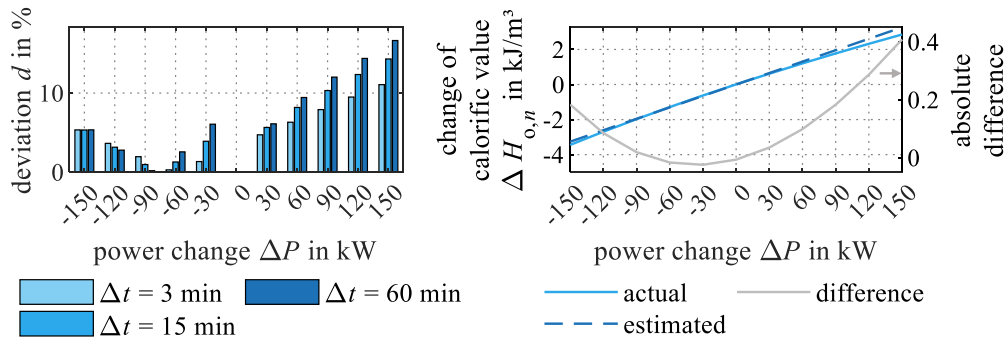 deviation d in %
10
0
-150 -120 -90 -60 -30 0 30 60 90 120 150
power change ΔP in kW
Δt = 3 min
Δt = 60 min
Δt = 15 min
change of
calorific value
Δ H o,n in kJ/m³
2
0
-2
-4
-150 -120 -90 -60 -30 0 30 60 90 120 150
power change ΔP in kW
0.4
0.2
0
absolute
difference
actual
difference
estimated